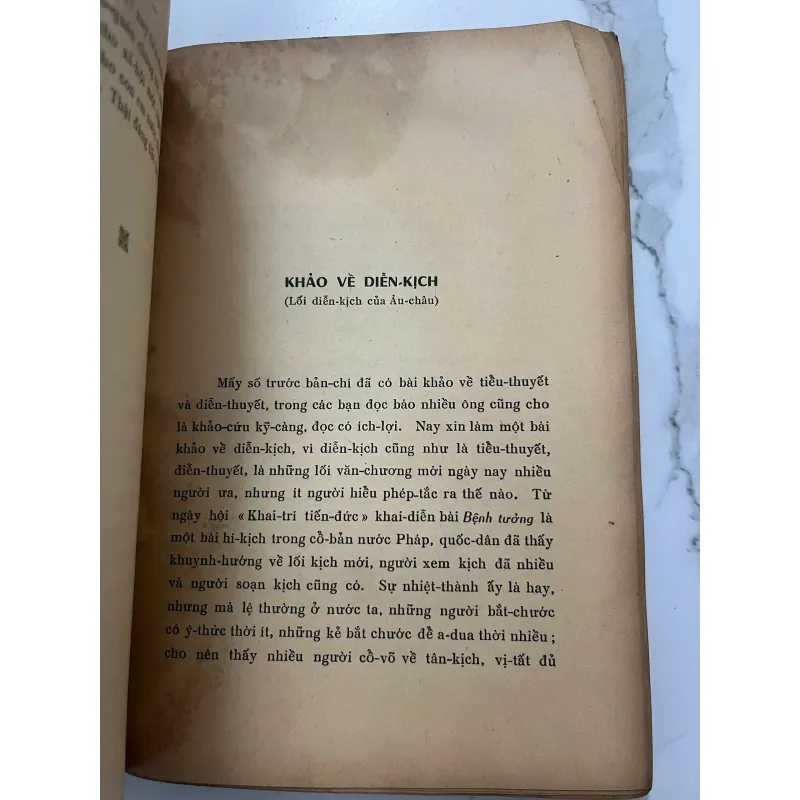 cho xã-hội
cho con em
Thật đáng
KHẢO VỀ DIỄN-KỊCH
(Lối diễn-kịch của Âu-châu)
Mấy số trước bản-chí đã có bài khảo về tiểu-thuyết
và diễn-thuyết, trong các bạn đọc báo nhiều ông cũng cho
là khảo-cứu kỹ-càng, đọc có ích-lợi. Nay xin làm một bài
khảo về diễn-kịch, vì diễn-kịch cũng như là tiểu-thuyết,
diễn-thuyết, là những lối văn-chương mới ngày nay nhiều
người ưa, nhưng ít người hiểu phép-tắc ra thế nào. Từ
ngày hội « Khai-trí tiến-đức » khai-diễn bài Bệnh tưởng là
một bài hí-kịch trong cổ-bản nước Pháp, quốc-dân đã thấy
khuynh-hướng về lối kịch mới, người xem kịch đã nhiều
và người soạn kịch cũng có. Sự nhiệt-thành ấy là hay,
nhưng mà lệ thường ở nước ta, những người bắt-chước
có ý-thức thời ít, những kẻ bắt chước để a-dua thời nhiều ;
cho nên thấy nhiều người cổ-võ về tân-kịch, vị-tất đủ